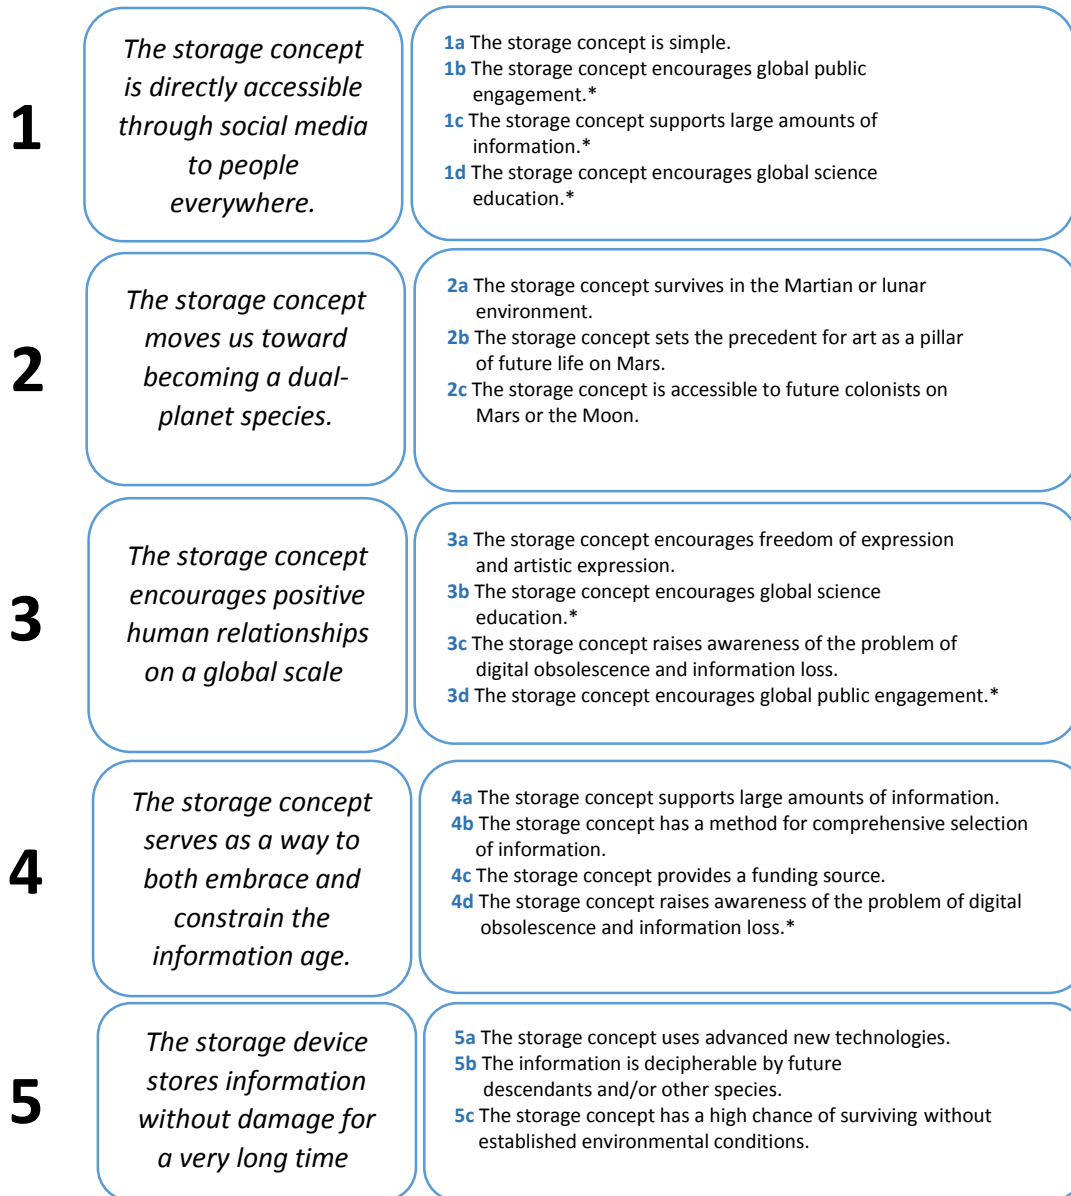 1
The storage concept
is directly accessible
through social media
to people
everywhere.
1a The storage concept is simple.
1b The storage concept encourages global public
engagement.*
1c The storage concept supports large amounts of
information.*
1d The storage concept encourages global science
education.*
2
The storage concept
moves us toward
becoming a dual-
planet species.
2a The storage concept survives in the Martian or lunar
environment.
2b The storage concept sets the precedent for art as a pillar
of future life on Mars.
2c The storage concept is accessible to future colonists on
Mars or the Moon.
3
The storage concept
encourages positive
human relationships
on a global scale
3a The storage concept encourages freedom of expression
and artistic expression.
3b The storage concept encourages global science
education.*
3c The storage concept raises awareness of the problem of
digital obsolescence and information loss.
3d The storage concept encourages global public engagement.*
4
The storage concept
serves as a way to
both embrace and
constrain the
information age.
4a The storage concept supports large amounts of information.
4b The storage concept has a method for comprehensive selection
of information.
4c The storage concept provides a funding source.
4d The storage concept raises awareness of the problem of digital
obsolescence and information loss.*
5
The storage device
stores information
without damage for
a very long time
5a The storage concept uses advanced new technologies.
5b The information is decipherable by future
descendants and/or other species.
5c The storage concept has a high chance of surviving without
established environmental conditions.